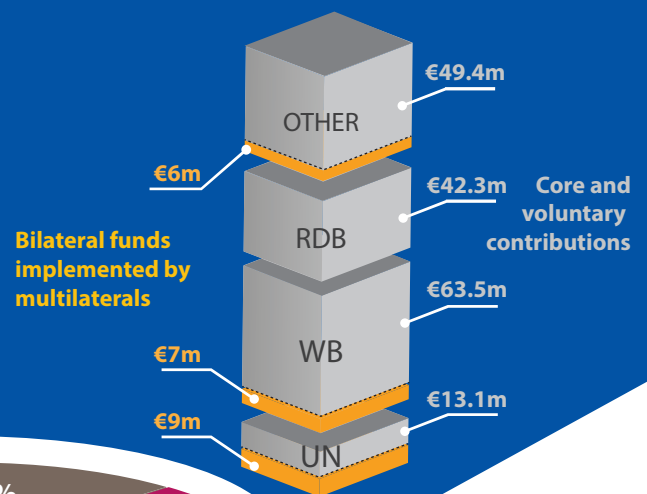 €49.4m
OTHER
€6m
€42.3m
Core and
voluntary
contributions
RDB
Bilateral funds
implemented by
multilaterals
€63.5m
WB
€7m
€13.1m
€9m
UN
%